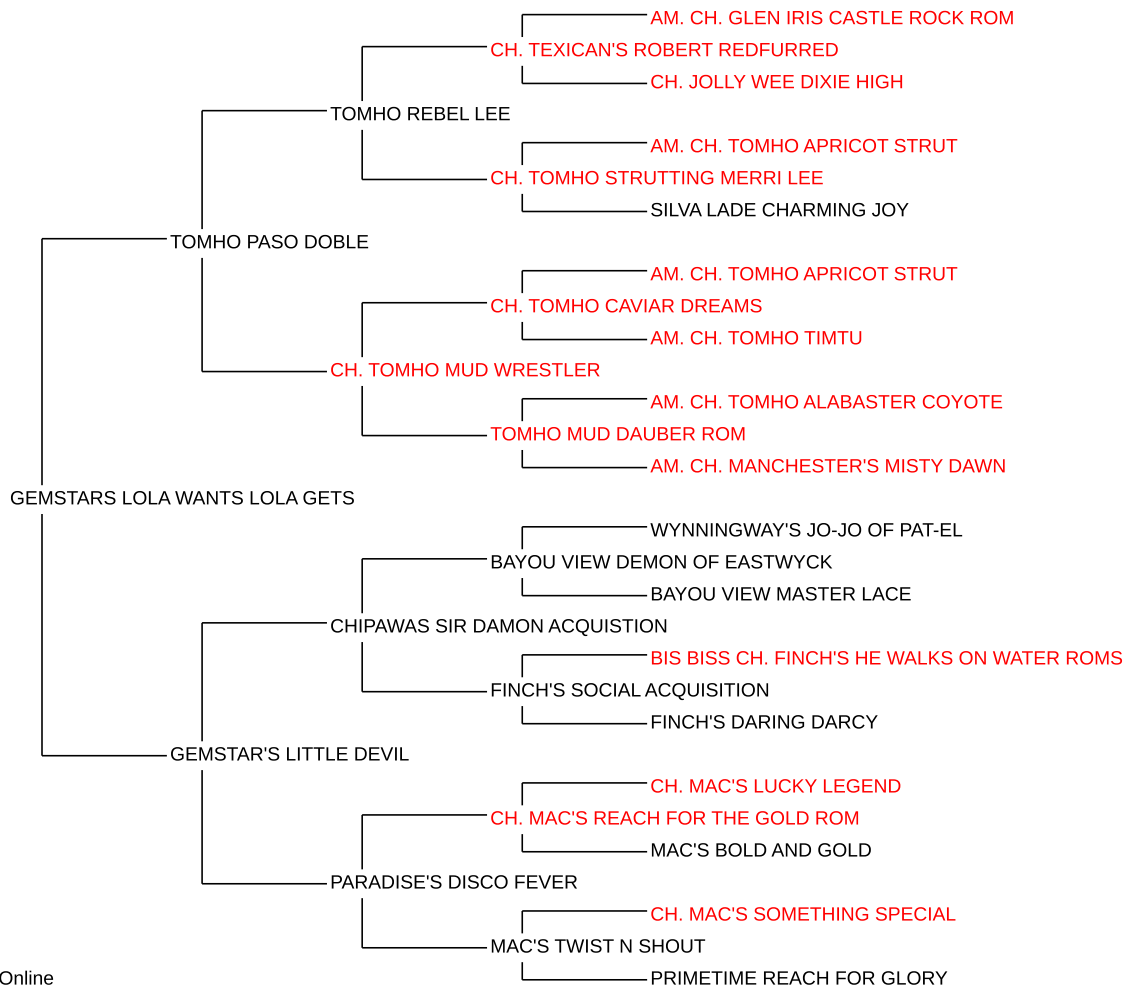 AM. CH. GLEN IRIS CASTLE ROCK ROM
CH. TEXICAN'S ROBERT REDFURRED
CH. JOLLY WEE DIXIE HIGH
TOMHO REBEL LEE
AM. CH. TOMHO APRICOT STRUT
CH. TOMHO STRUTTING MERRI LEE
SILVA LADE CHARMING JOY
TOMHO PASO DOBLE
AM. CH. TOMHO APRICOT STRUT
CH. TOMHO CAVIAR DREAMS
AM. CH. TOMHO TIMTU
CH. TOMHO MUD WRESTLER
AM. CH. TOMHO ALABASTER COYOTE
TOMHO MUD DAUBER ROM
AM. CH. MANCHESTER'S MISTY DAWN
GEMSTARS LOLA WANTS LOLA GETS
WYNNINGWAY'S JO-JO OF PAT-EL
BAYOU VIEW DEMON OF EASTWYCK
BAYOU VIEW MASTER LACE
CHIPAWAS SIR DAMON ACQUISTION
BIS BISS CH. FINCH'S HE WALKS ON WATER ROMS
FINCH'S SOCIAL ACQUISITION
FINCH'S DARING DARCY
GEMSTAR'S LITTLE DEVIL
CH. MAC'S LUCKY LEGEND
CH. MAC'S REACH FOR THE GOLD ROM
MAC'S BOLD AND GOLD
PARADISE'S DISCO FEVER
CH. MAC'S SOMETHING SPECIAL
MAC'S TWIST N SHOUT
PRIMETIME REACH FOR GLORY
Online